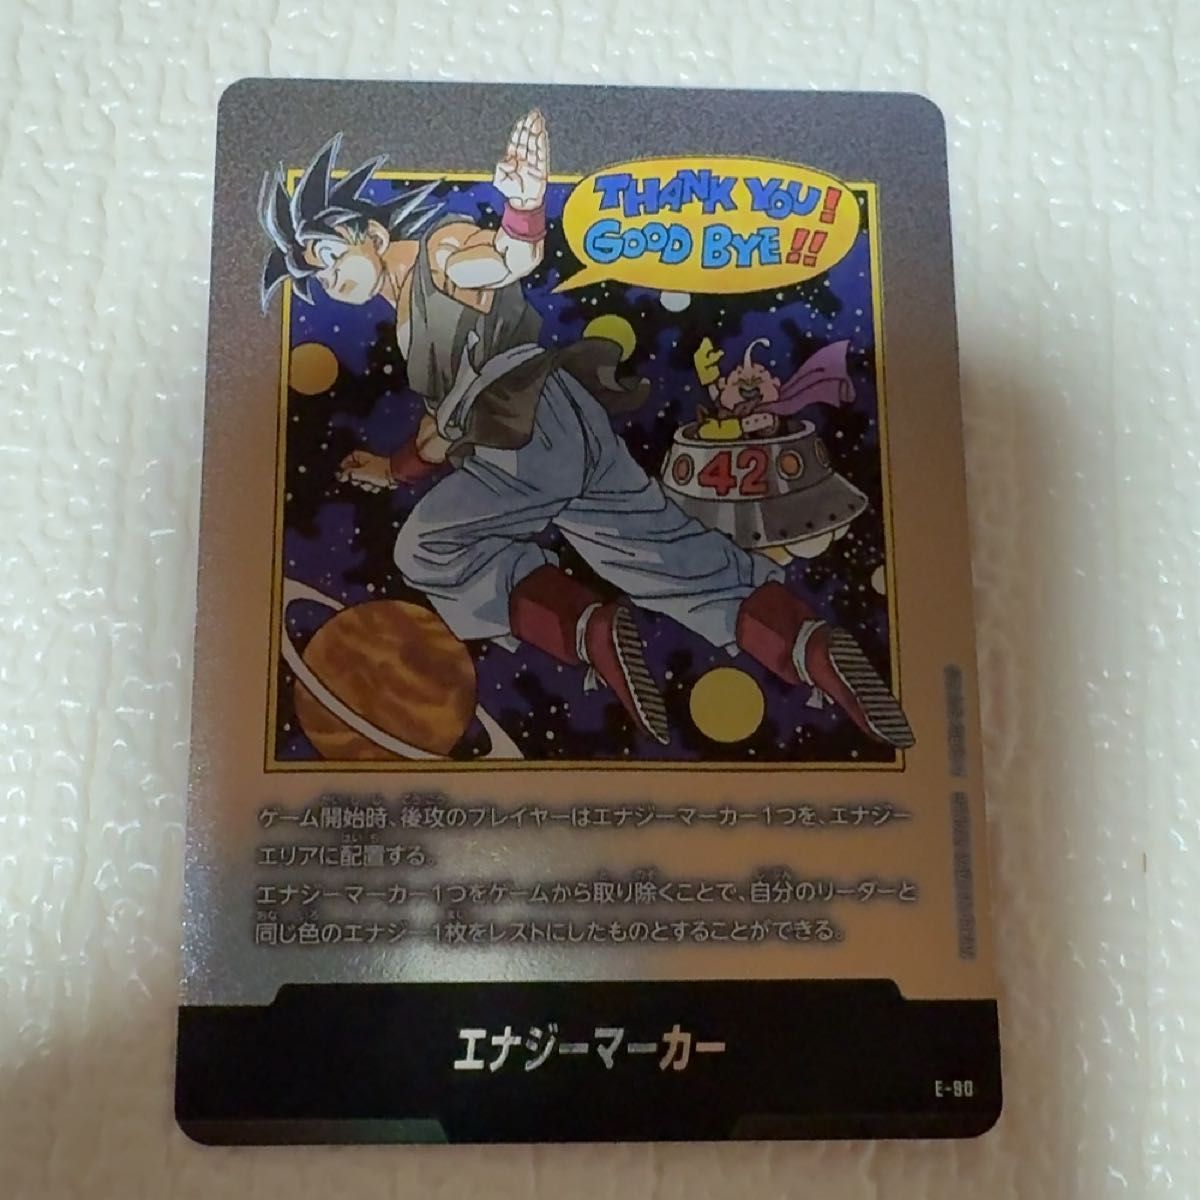 THANK YOU!
GOOD BYE!!
42
ゲーム開始時、後攻のプレイヤーはエナジーマーカー1つを、エナジー
エリアに配置する。
エナジーマーカー1つをゲームから取り除くことで、自分のリーダーと
同じ色のエナジー1枚をレストにしたものとすることができる。
エナジーマーカー
E-90